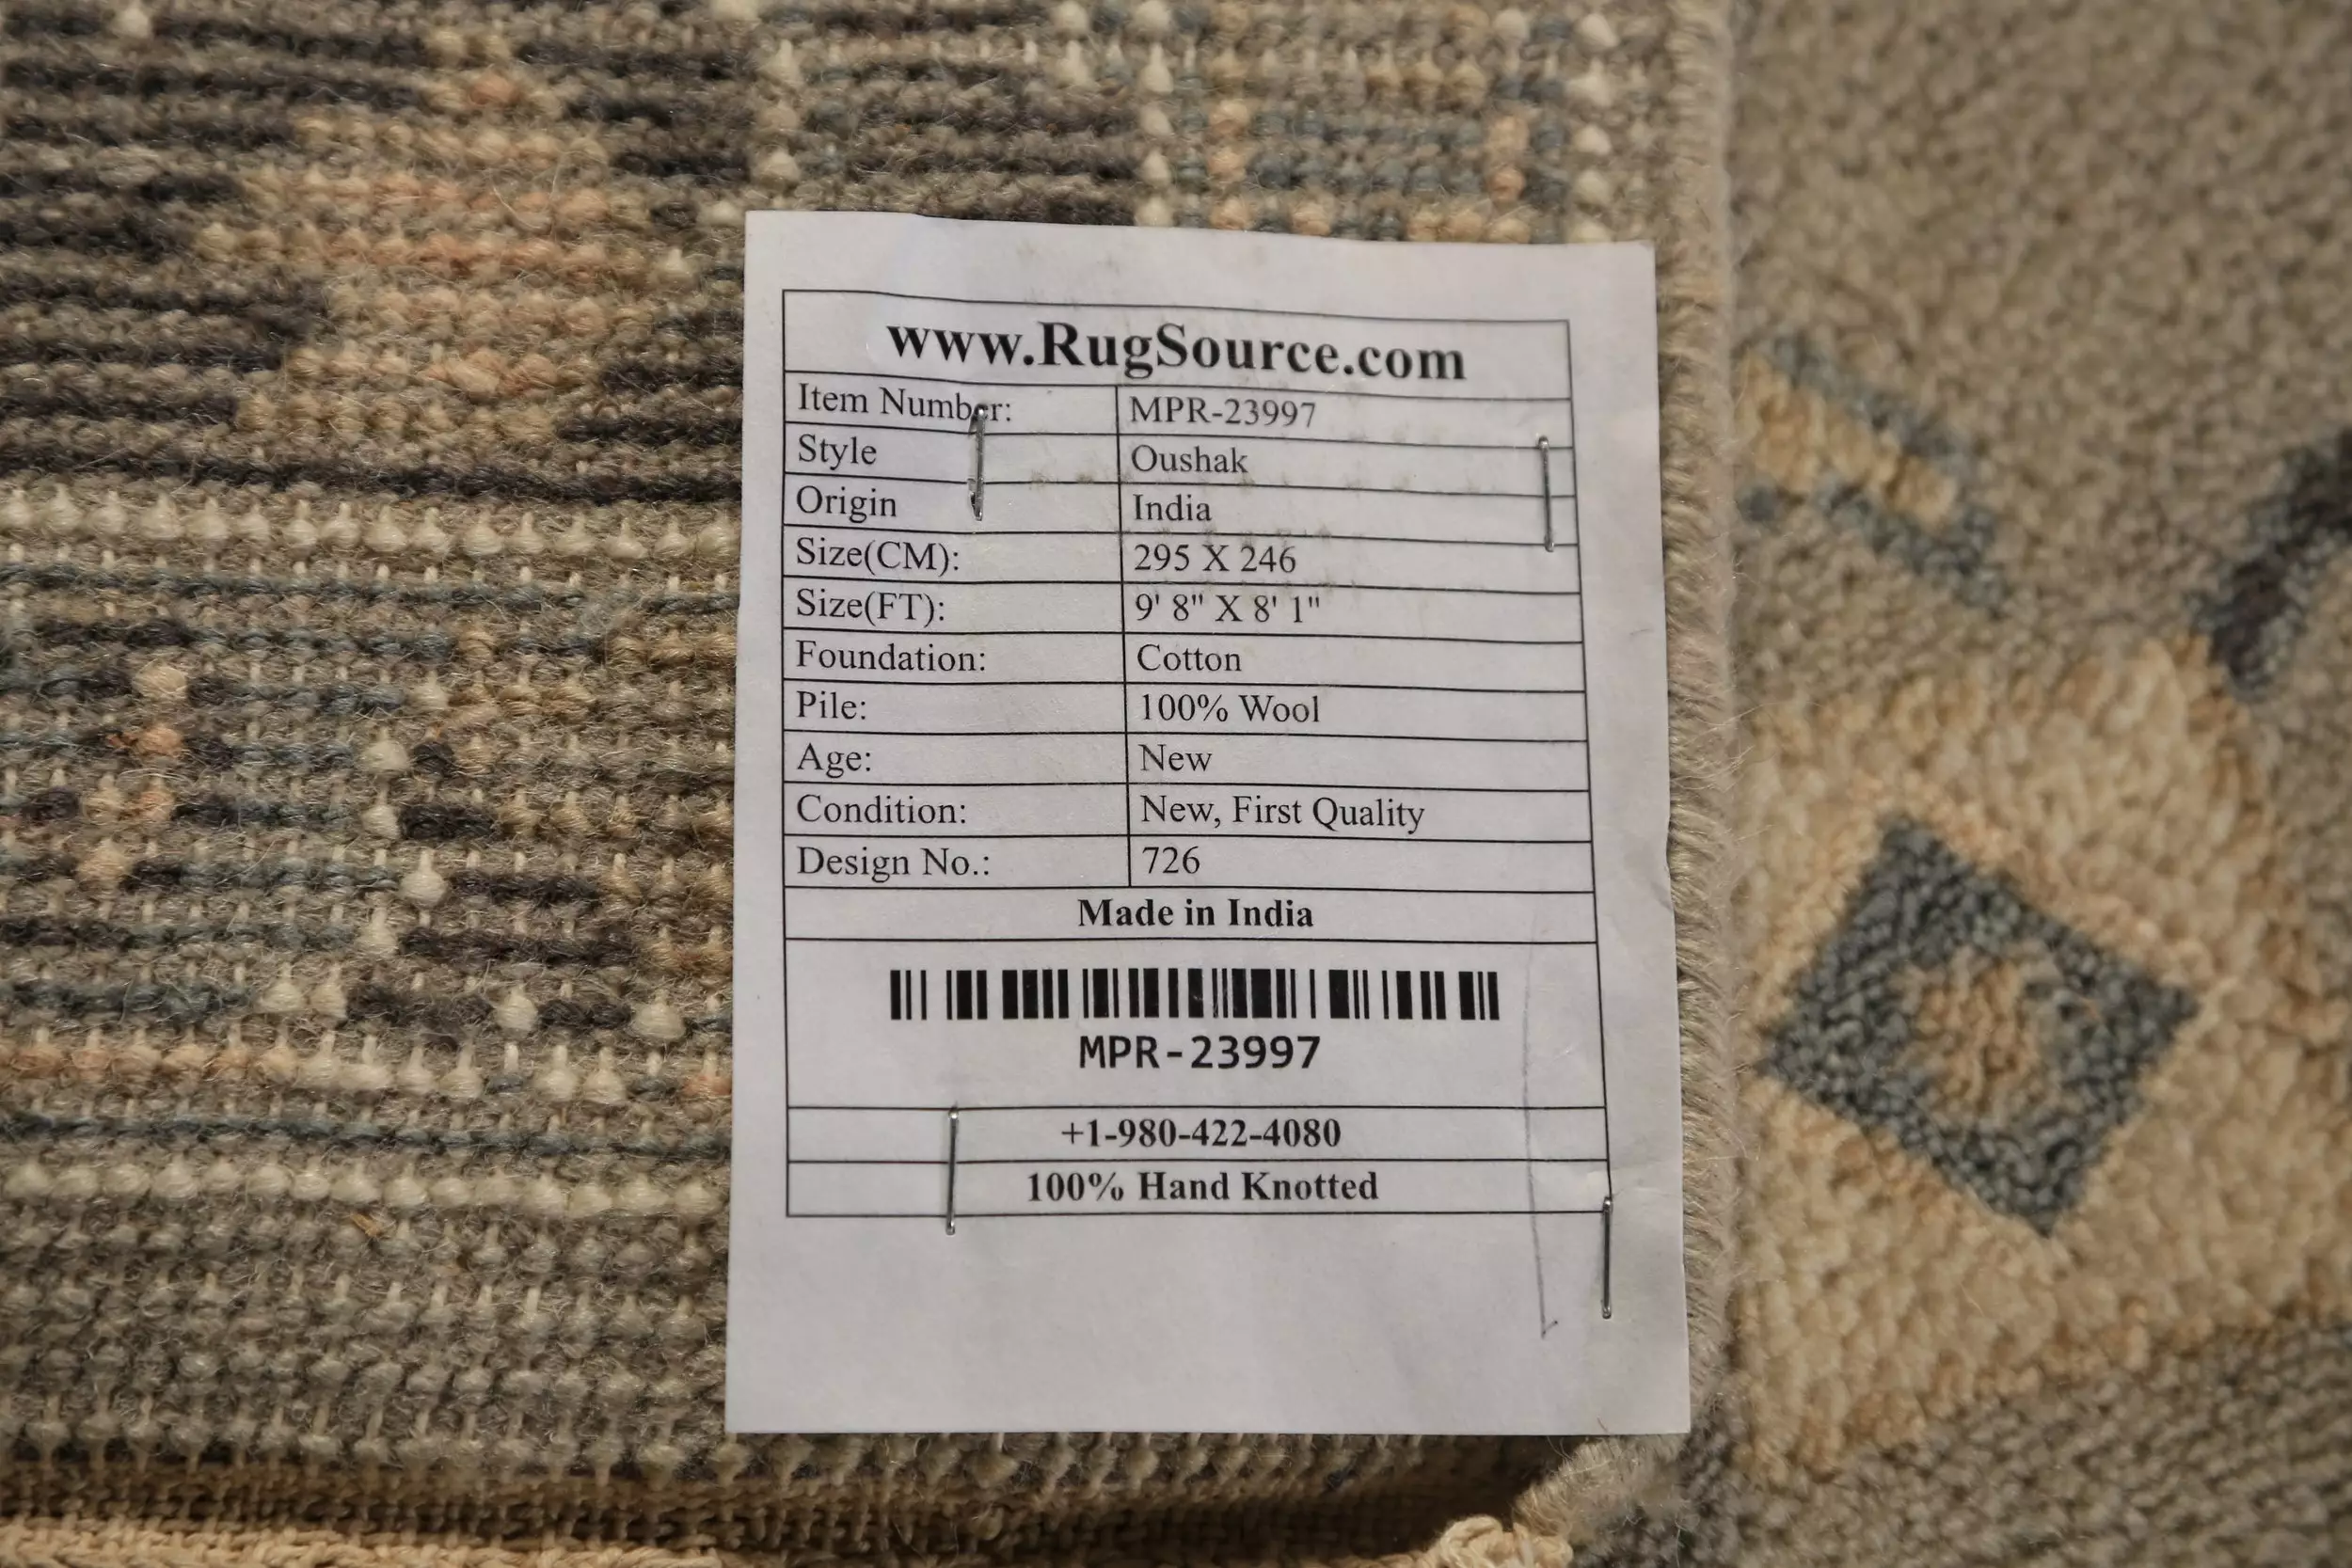 www.RugSource.com
Item Number: MPR-23997
Style Oushak
Origin India
Size(CM): 295 X 246
Size(FT): 9' 8" X 8' 1"
Foundation: Cotton
Pile: 100% Wool
Age: New
Condition: New, First Quality
Design No.: 726
Made in India
MPR-23997
+1-980-422-4080
100% Hand Knotted